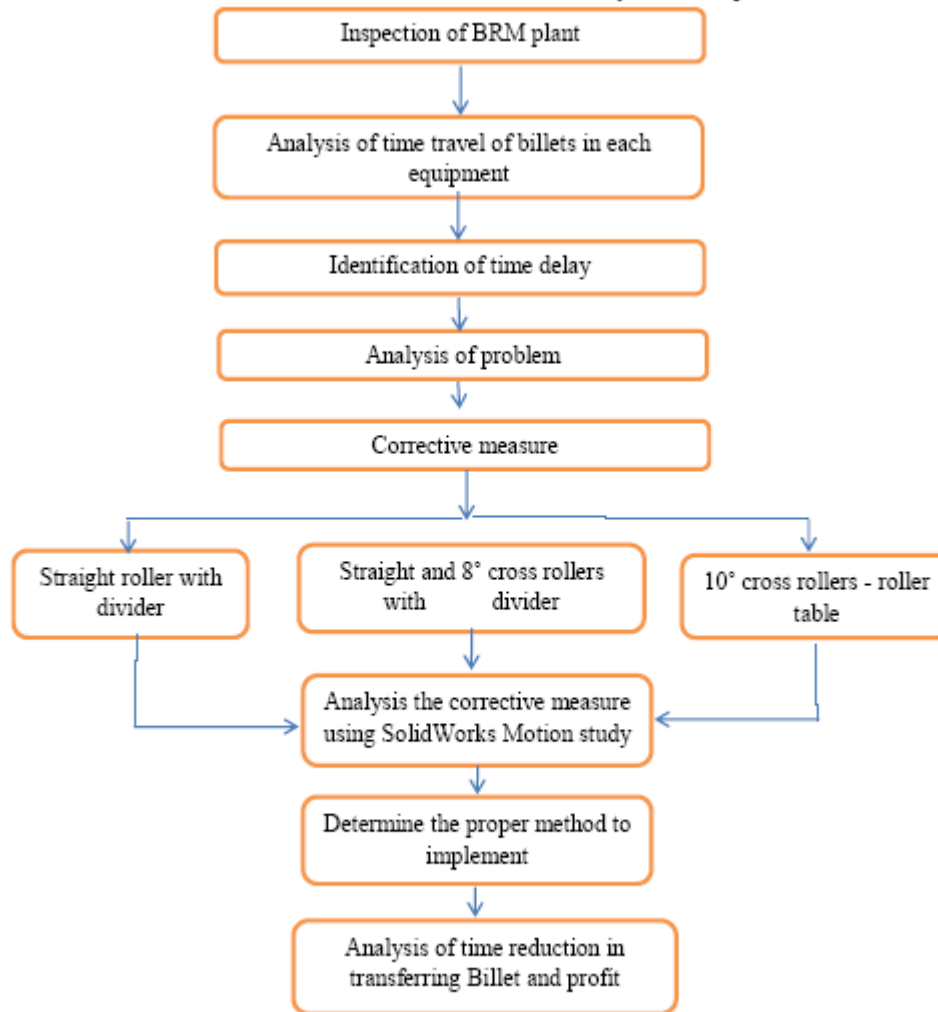 Inspection of BRM plant
Analysis of time travel of billets in each
equipment
Identification of time delay
Analysis of problem
Corrective measure
Straight roller with
divider
Straight and 8° cross rollers
with divider
10° cross rollers - roller
table
Analysis the corrective measure
using SolidWorks Motion study
Determine the proper method to
implement
Analysis of time reduction in
transferring Billet and profit